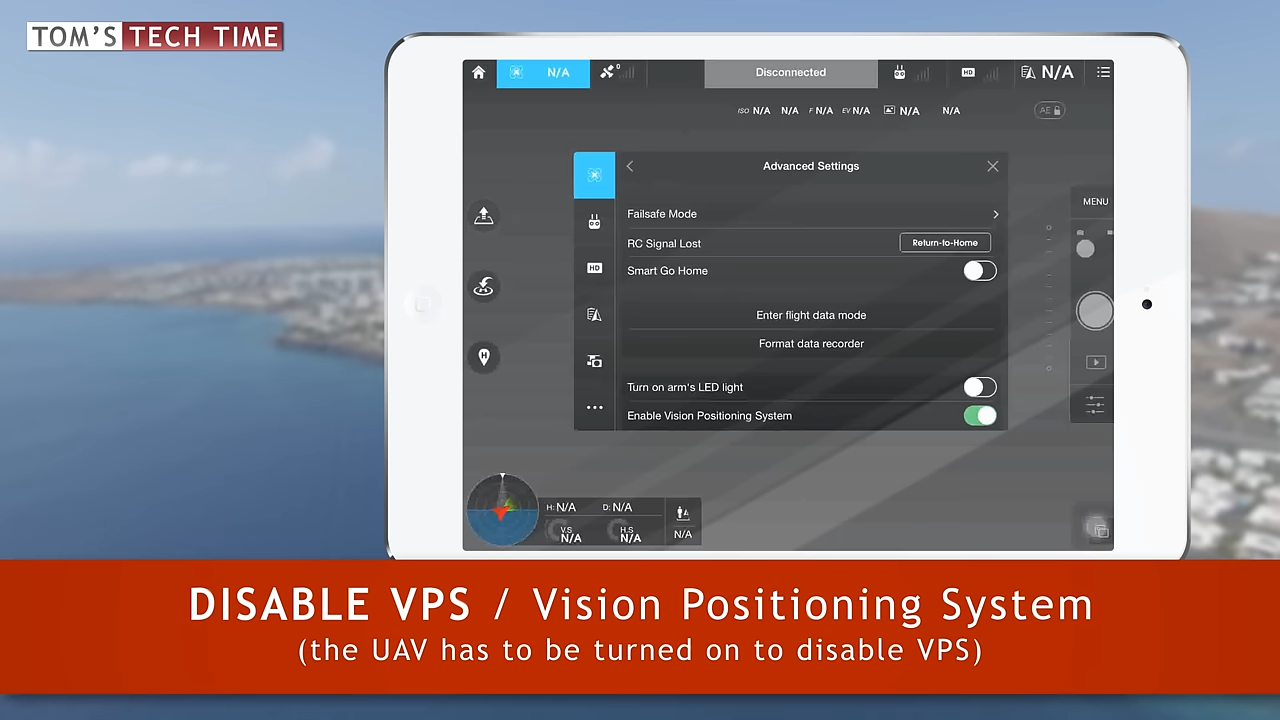 TOM'S TECH TIME
N/A
0
Disconnected
HD
N/A
ISO N/A N/A F N/A EV N/A N/A N/A
AE
Advanced Settings
MENU
Failsafe Mode
RC Signal Lost
Return-to-Home
Smart Go Home
HD
Enter flight data mode
Format data recorder
H
Turn on arm's LED light
Enable Vision Positioning System
H: N/A D: N/A
V.S N/A
H.S N/A
N/A
DISABLE VPS / Vision Positioning System
(the UAV has to be turned on to disable VPS)